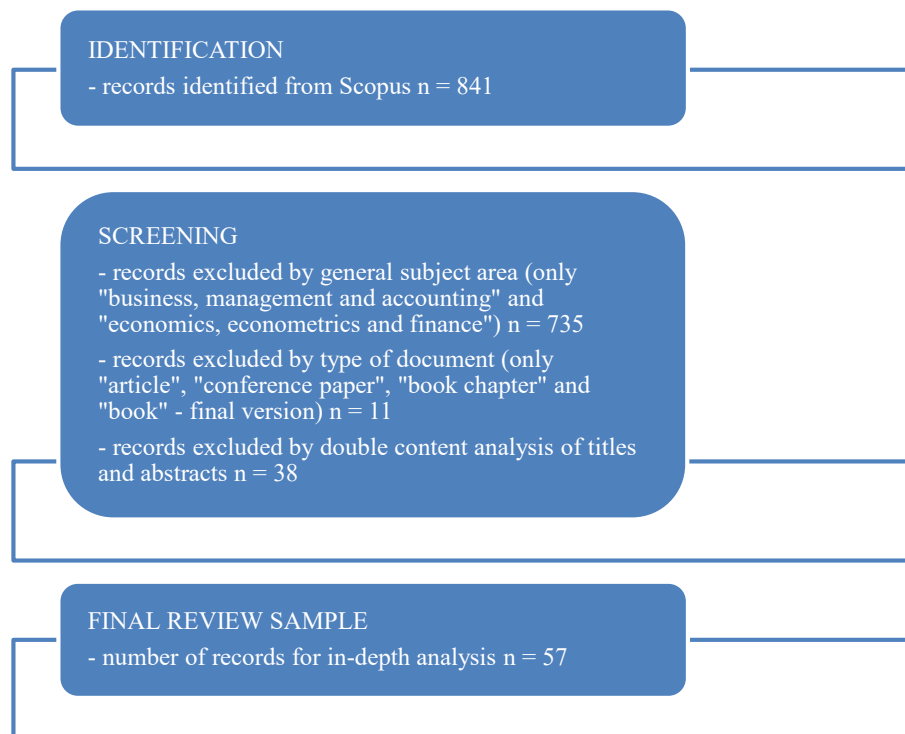 IDENTIFICATION
- records identified from Scopus n = 841
SCREENING
- records excluded by general subject area (only
"business, management and accounting" and
"economics, econometrics and finance") n = 735
- records excluded by type of document (only
"article", "conference paper", "book chapter" and
"book" - final version) n = 11
- records excluded by double content analysis of titles
and abstracts n = 38
FINAL REVIEW SAMPLE
- number of records for in-depth analysis n = 57